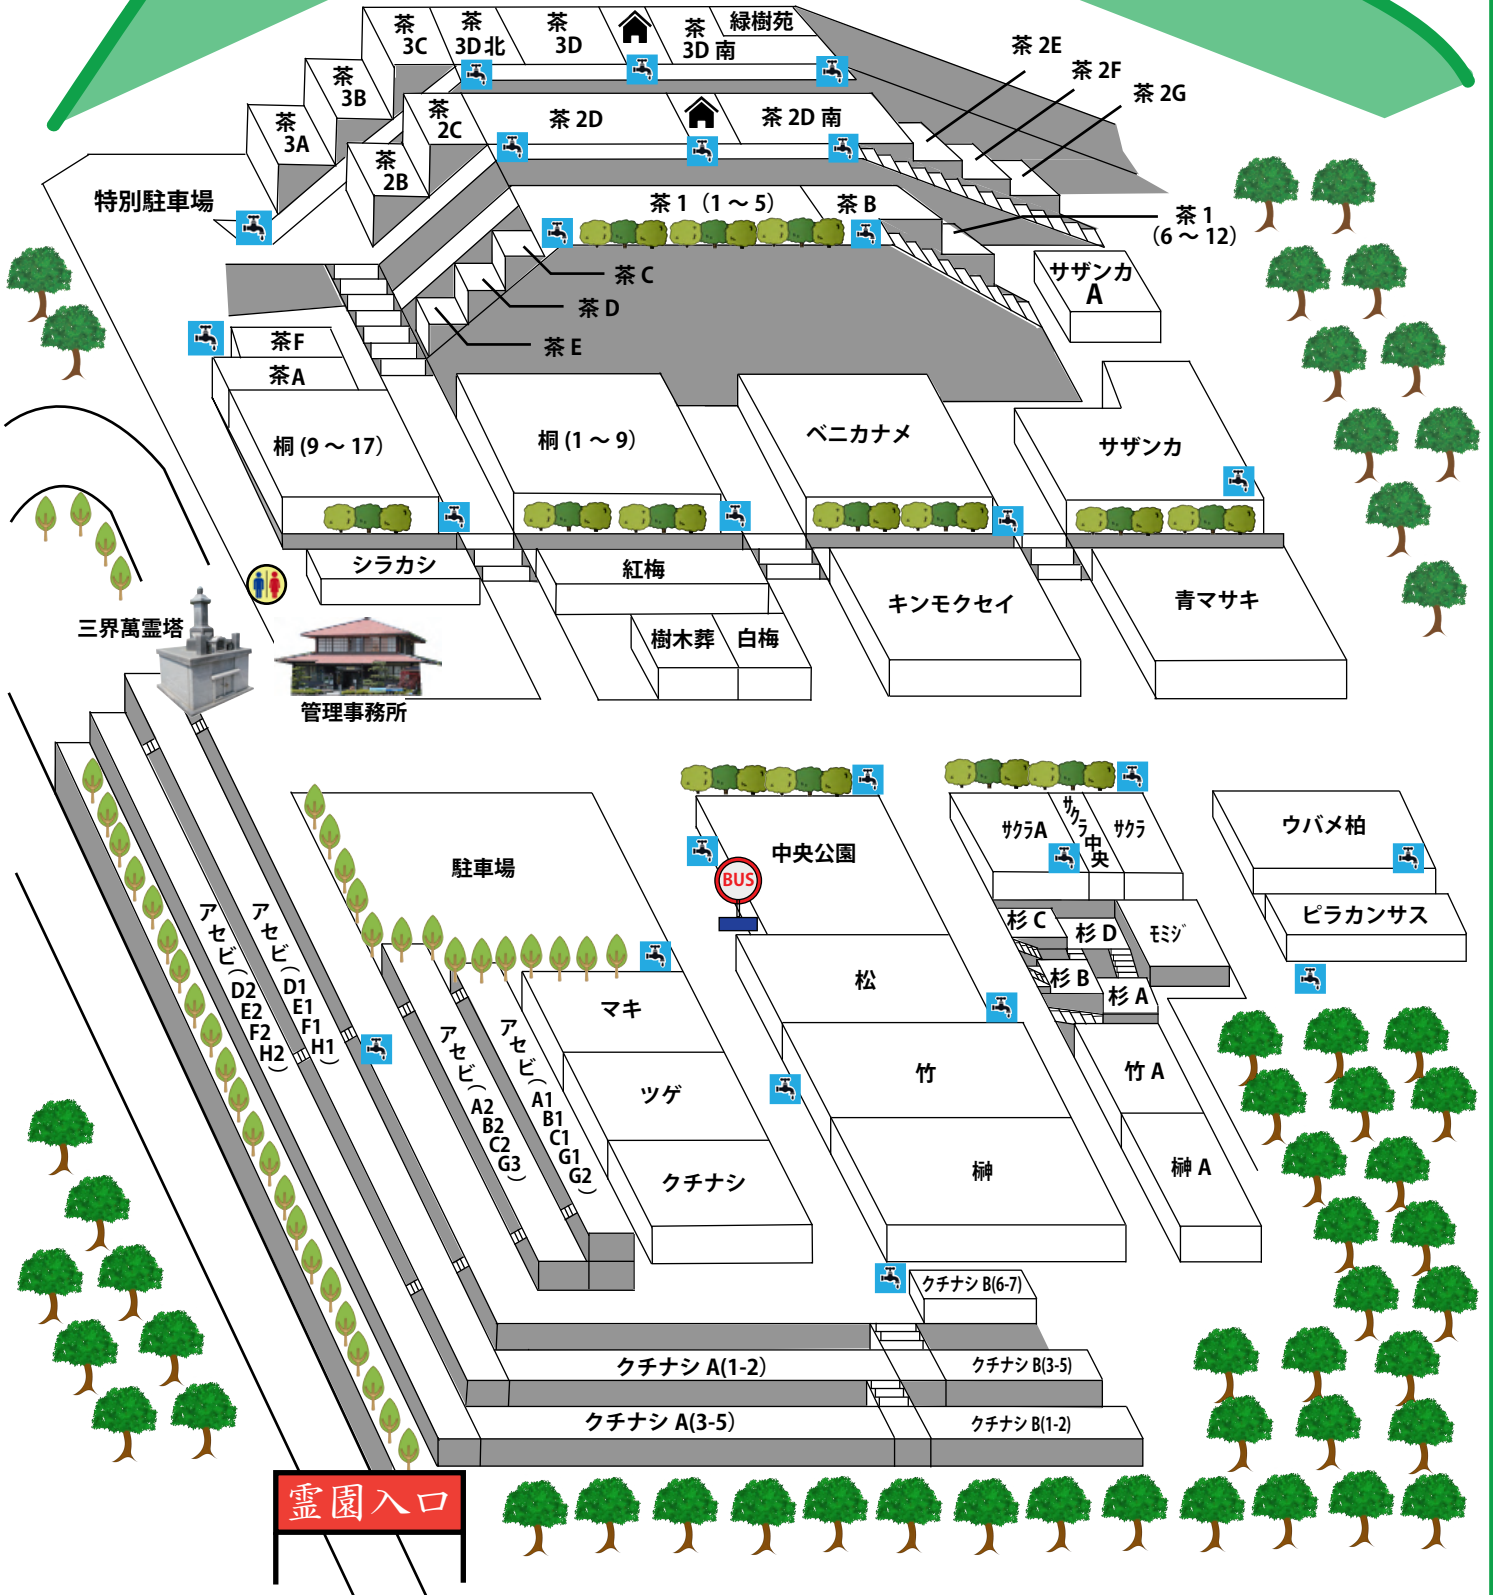 茶
3C
茶
3D 北
茶
3D
茶
3D 南
緑樹苑
茶
3B
茶
3A
茶
2C
茶
2B
茶 2D
茶 2D 南
茶 2E
茶 2F
茶 2G
特別駐車場
茶 1（1 ～ 5）
茶 B
茶 1
（6 ～ 12）
サザンカ
A
茶 C
茶 D
茶 E
茶F
茶A
桐 (9 ～ 17)
桐 (1 ～ 9)
ベニカナメ
サザンカ
シラカシ
紅梅
キンモクセイ
青マサキ
樹木葬
白梅
三界萬霊塔
管理事務所
駐車場
中央公園
BUS
サクラA
サクラ中央
サクラ
ウバメ柏
ピラカンサス
杉 C
杉 D
モミジ
杉 B
杉 A
アセビ（D2 E2 F2 H2）
アセビ（D1 E1 F1 H1）
アセビ（A2 B2 C2 G3）
アセビ（A1 B1 C1 G1 G2）
マキ
ツゲ
クチナシ
松
竹
榊
竹 A
榊 A
クチナシ B(6-7)
クチナシ A(1-2)
クチナシ B(3-5)
クチナシ A(3-5)
クチナシ B(1-2)
霊園入口